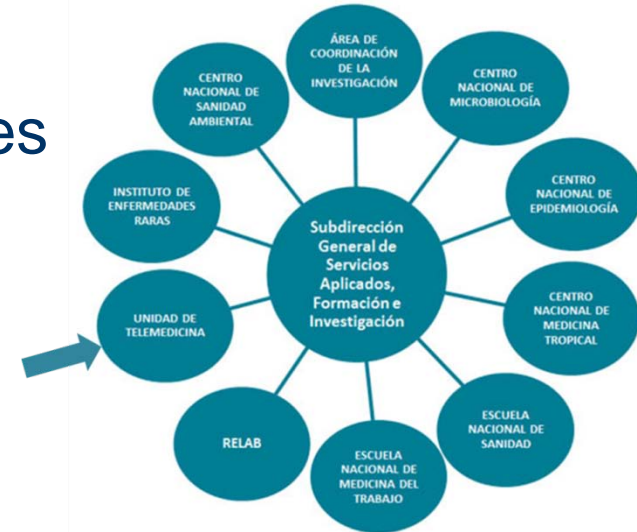 es
ÁREA DE
COORDINACIÓN
DE LA
INVESTIGACIÓN
CENTRO
NACIONAL DE
MICROBIOLOGÍA
CENTRO
NACIONAL DE
EPIDEMIOLOGÍA
CENTRO
NACIONAL DE
MEDICINA
TROPICAL
ESCUELA
NACIONAL DE
SANIDAD
ESCUELA
NACIONAL DE
MEDICINA DEL
TRABAJO
RELAB
UNIDAD DE
TELEMEDICINA
INSTITUTO DE
ENFERMEDADES
RARAS
CENTRO
NACIONAL DE
SANIDAD
AMBIENTAL
Subdirección
General de
Servicios
Aplicados,
Formación e
Investigación